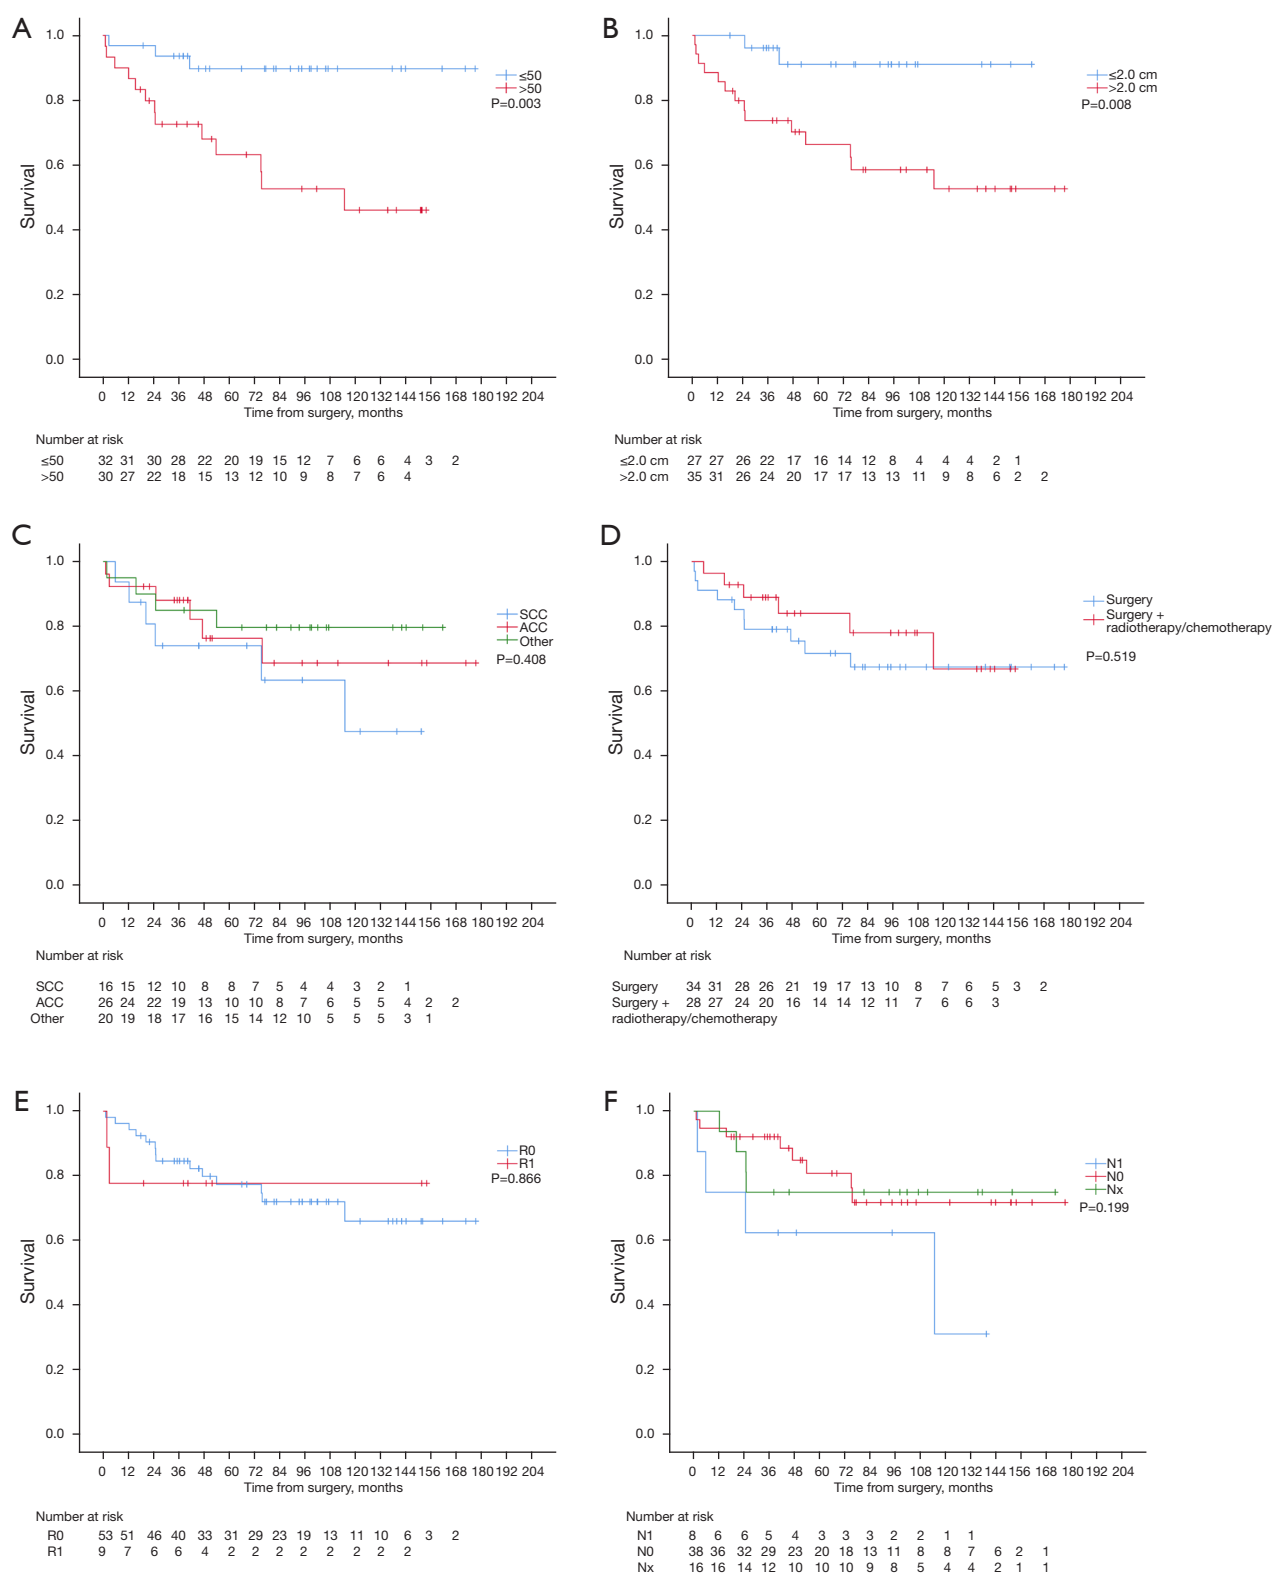 A
1.0
0.8
0.6
0.4
0.2
0.0
Survival
≤50
>50
P=0.003
0 12 24 36 48 60 72 84 96 108 120 132 144 156 168 180 192 204
Time from surgery, months
Number at risk
≤50 32 31 30 28 22 20 19 15 12 7 6 6 4 3 2
>50 30 27 22 18 15 13 12 10 9 8 7 6 4
B
1.0
0.8
0.6
0.4
0.2
0.0
Survival
≤2.0 cm
>2.0 cm
P=0.008
0 12 24 36 48 60 72 84 96 108 120 132 144 156 168 180 192 204
Time from surgery, months
Number at risk
≤2.0 cm 27 27 26 22 17 16 14 12 8 4 4 4 2 1
>2.0 cm 35 31 26 24 20 17 17 13 13 11 9 8 6 2 2
C
1.0
0.8
0.6
0.4
0.2
0.0
Survival
SCC
ACC
Other
P=0.408
0 12 24 36 48 60 72 84 96 108 120 132 144 156 168 180 192 204
Time from surgery, months
Number at risk
SCC 16 15 12 10 8 8 7 5 4 4 3 2 1
ACC 26 24 22 19 13 10 10 8 7 6 5 5 4 2 2
Other 20 19 18 17 16 15 14 12 10 5 5 5 3 1
D
1.0
0.8
0.6
0.4
0.2
0.0
Survival
Surgery
Surgery +
radiotherapy/chemotherapy
P=0.519
0 12 24 36 48 60 72 84 96 108 120 132 144 156 168 180 192 204
Time from surgery, months
Number at risk
Surgery 34 31 28 26 21 19 17 13 10 8 7 6 5 3 2
Surgery + 28 27 24 20 16 14 14 12 11 7 6 6 3
radiotherapy/chemotherapy
E
1.0
0.8
0.6
0.4
0.2
0.0
Survival
R0
R1
P=0.866
0 12 24 36 48 60 72 84 96 108 120 132 144 156 168 180 192 204
Time from surgery, months
Number at risk
R0 53 51 46 40 33 31 29 23 19 13 11 10 6 3 2
R1 9 7 6 6 4 2 2 2 2 2 2 2 2
F
1.0
0.8
0.6
0.4
0.2
0.0
Survival
N1
N0
Nx
P=0.199
0 12 24 36 48 60 72 84 96 108 120 132 144 156 168 180 192 204
Time from surgery, months
Number at risk
N1 8 6 6 5 4 3 3 3 2 2 1 1
N0 38 36 32 29 23 20 18 13 11 8 8 7 6 2 1
Nx 16 16 14 12 10 10 10 9 8 5 4 4 2 1 1